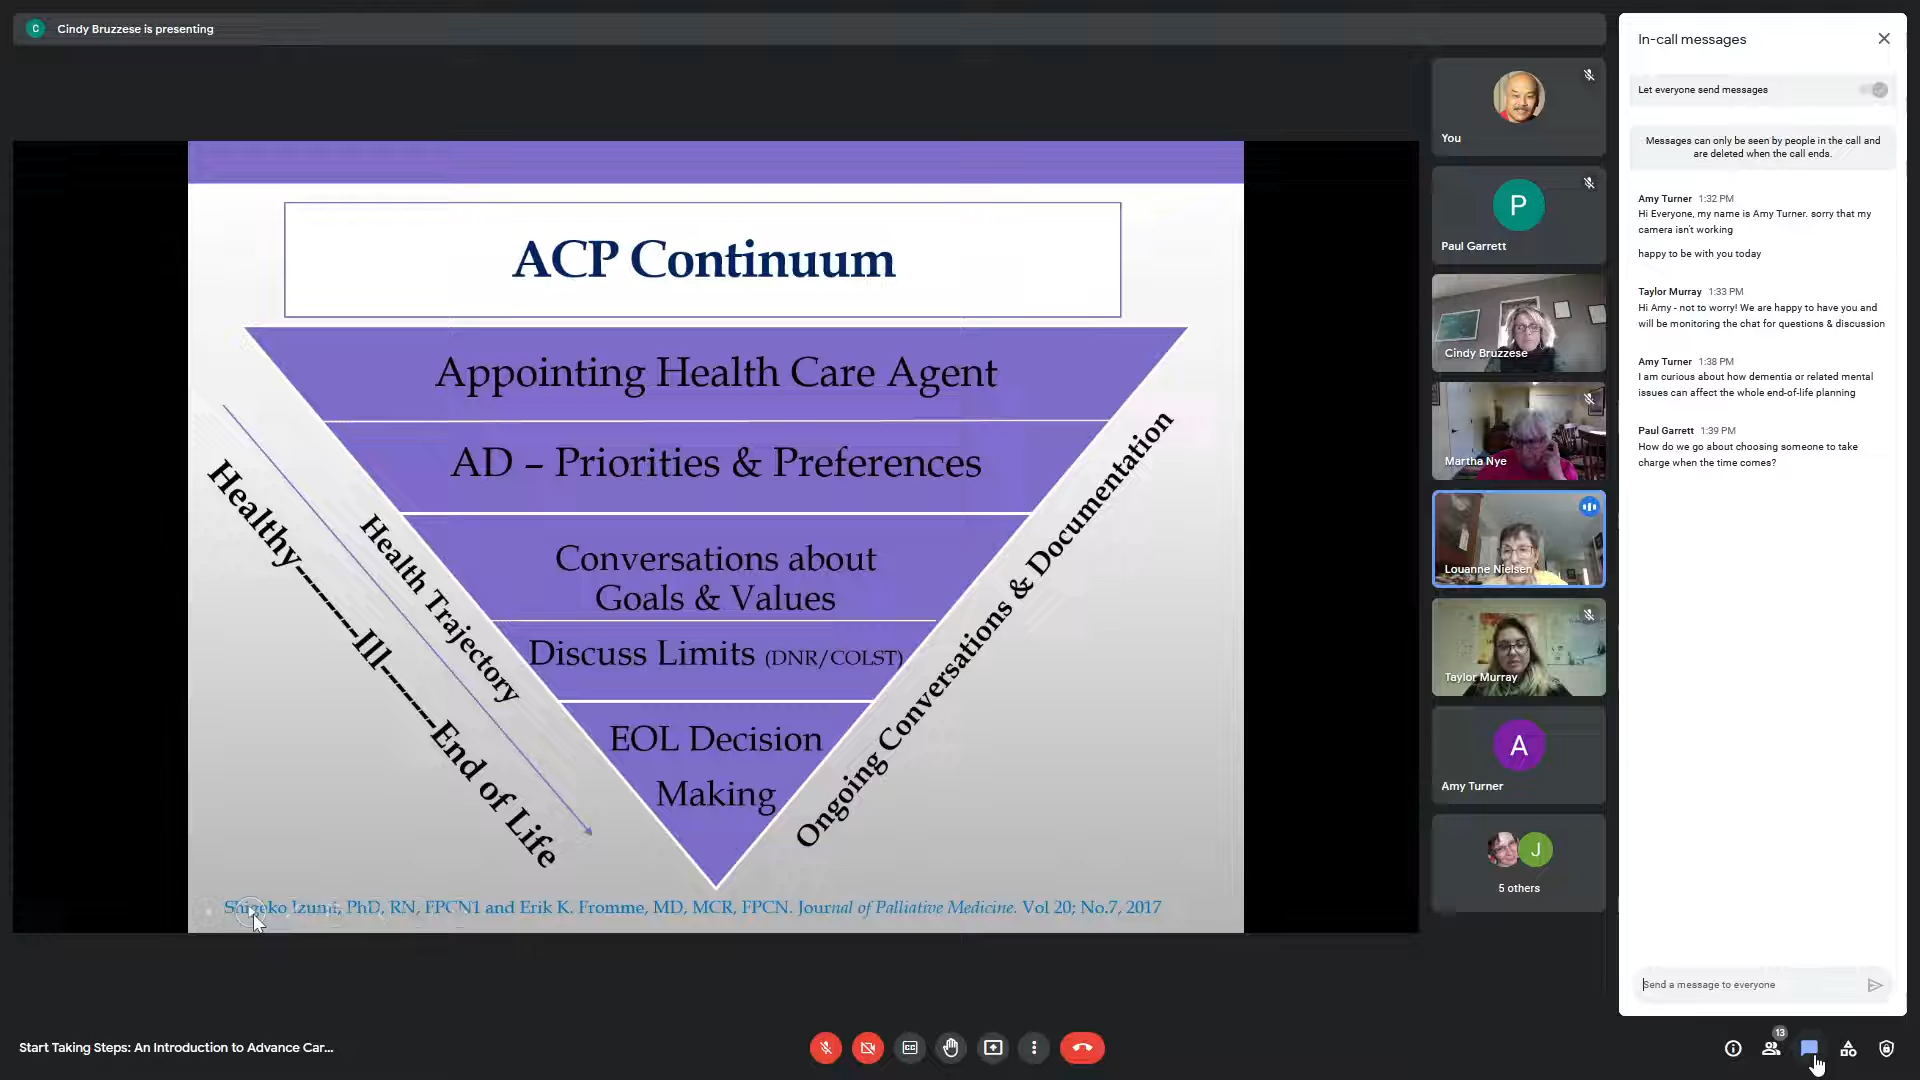 C
Cindy Bruzzese is presenting
ACP Continuum
Appointing Health Care Agent
AD – Priorities & Preferences
Conversations about
Goals & Values
Discuss Limits (DNR/COLST)
EOL Decision
Making
Healthy--------Ill-------End of Life
Health Trajectory
Ongoing Conversations & Documentation
Shigeko Izumi, PhD, RN, FPCN1 and Erik K. Fromme, MD, MCR, FPCN. Journal of Palliative Medicine. Vol 20; No.7, 2017
You
P
Paul Garrett
Cindy Bruzzese
Martha Nye
Louanne Nielsen
Taylor Murray
A
Amy Turner
J
5 others
In-call messages
Let everyone send messages
Messages can only be seen by people in the call and
are deleted when the call ends.
Amy Turner 1:32 PM
Hi Everyone, my name is Amy Turner. sorry that my
camera isn't working
happy to be with you today
Taylor Murray 1:33 PM
Hi Amy - not to worry! We are happy to have you and
will be monitoring the chat for questions & discussion
Amy Turner 1:38 PM
I am curious about how dementia or related mental
issues can affect the whole end-of-life planning
Paul Garrett 1:39 PM
How do we go about choosing someone to take
charge when the time comes?
Send a message to everyone
Start Taking Steps: An Introduction to Advance Car...
13